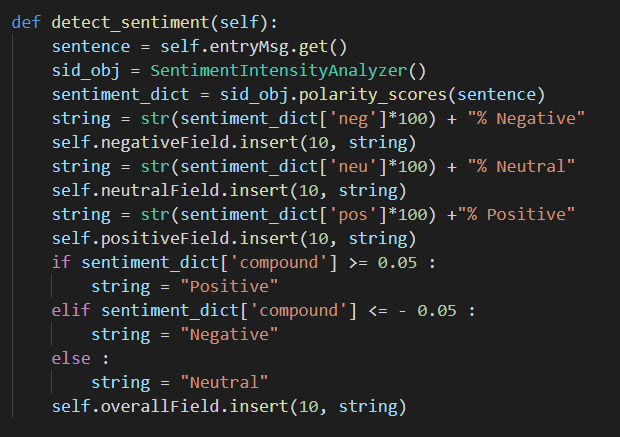 def detect_sentiment(self):
    sentence = self.entryMsg.get()
    sid_obj = SentimentIntensityAnalyzer()
    sentiment_dict = sid_obj.polarity_scores(sentence)
    string = str(sentiment_dict['neg']*100) + "% Negative"
    self.negativeField.insert(10, string)
    string = str(sentiment_dict['neu']*100) + "% Neutral"
    self.neutralField.insert(10, string)
    string = str(sentiment_dict['pos']*100) +"% Positive"
    self.positiveField.insert(10, string)
    if sentiment_dict['compound'] >= 0.05 :
        string = "Positive"
    elif sentiment_dict['compound'] <= - 0.05 :
        string = "Negative"
    else :
        string = "Neutral"
    self.overallField.insert(10, string)